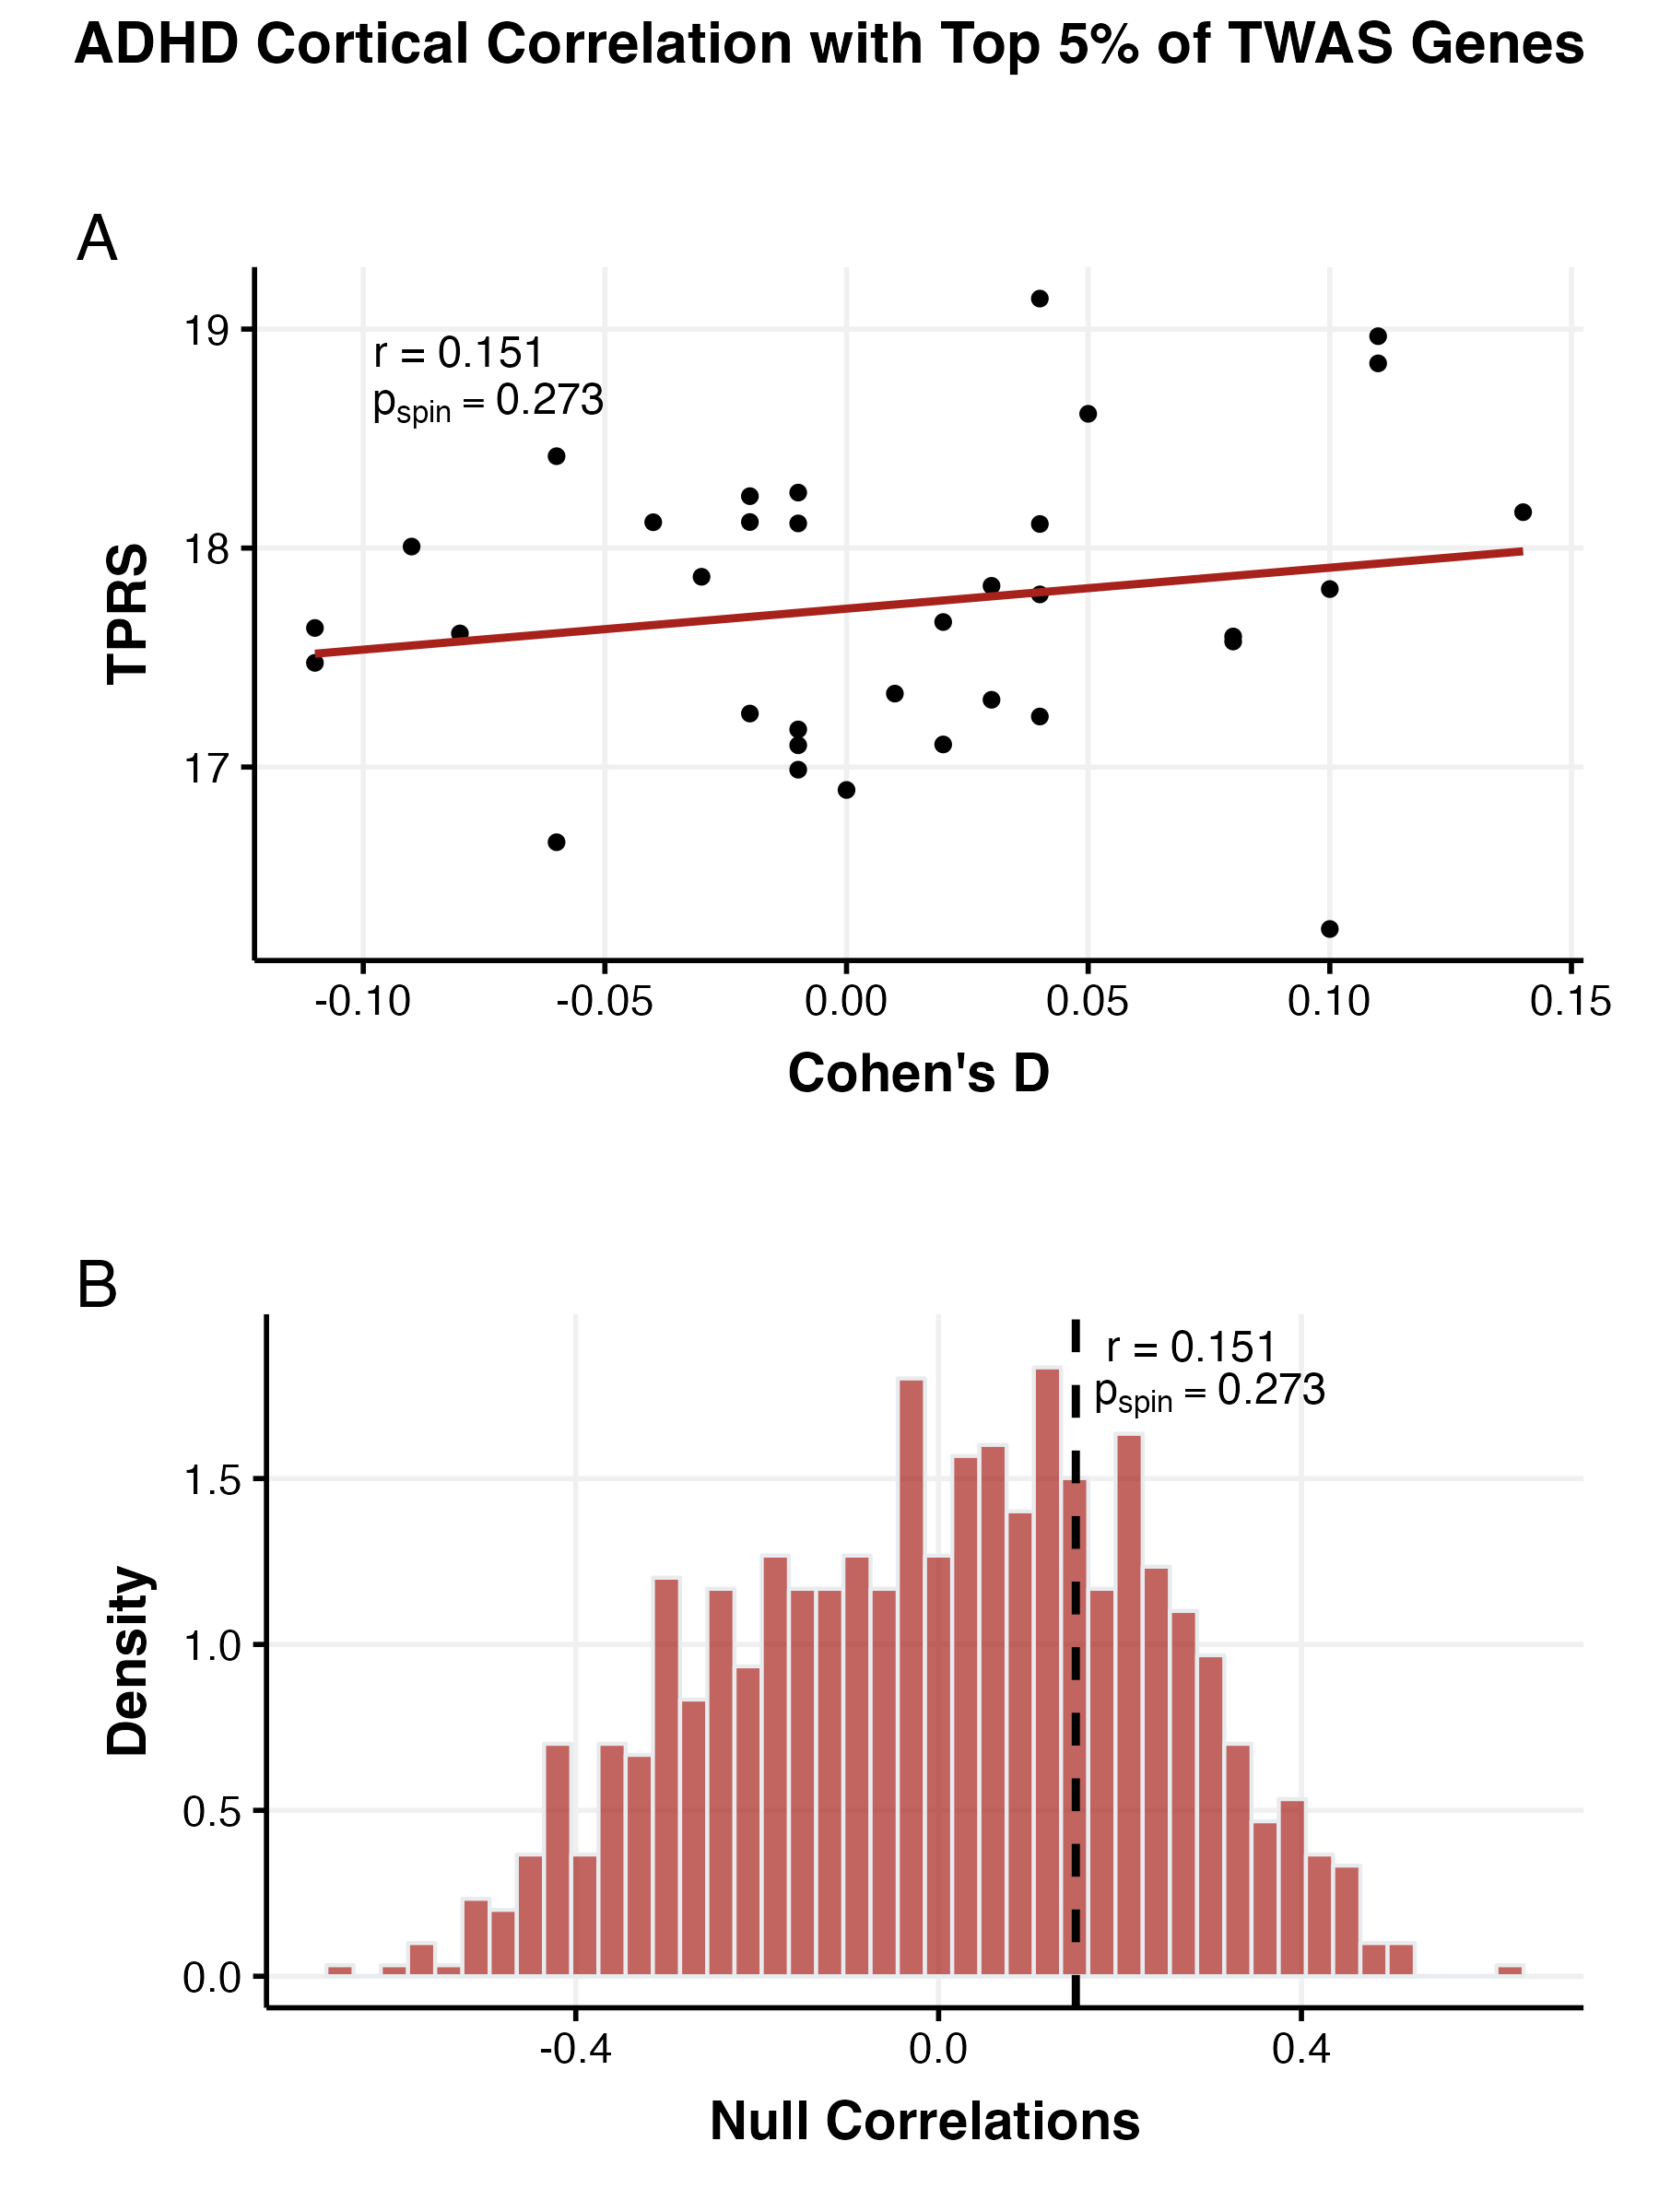 ADHD Cortical Correlation with Top 5% of TWAS Genes
A
19
18
17
TPRS
r = 0.151
pspin = 0.273
-0.10 -0.05 0.00 0.05 0.10 0.15
Cohen's D
B
1.5
1.0
0.5
0.0
Density
r = 0.151
pspin = 0.273
-0.4 0.0 0.4
Null Correlations